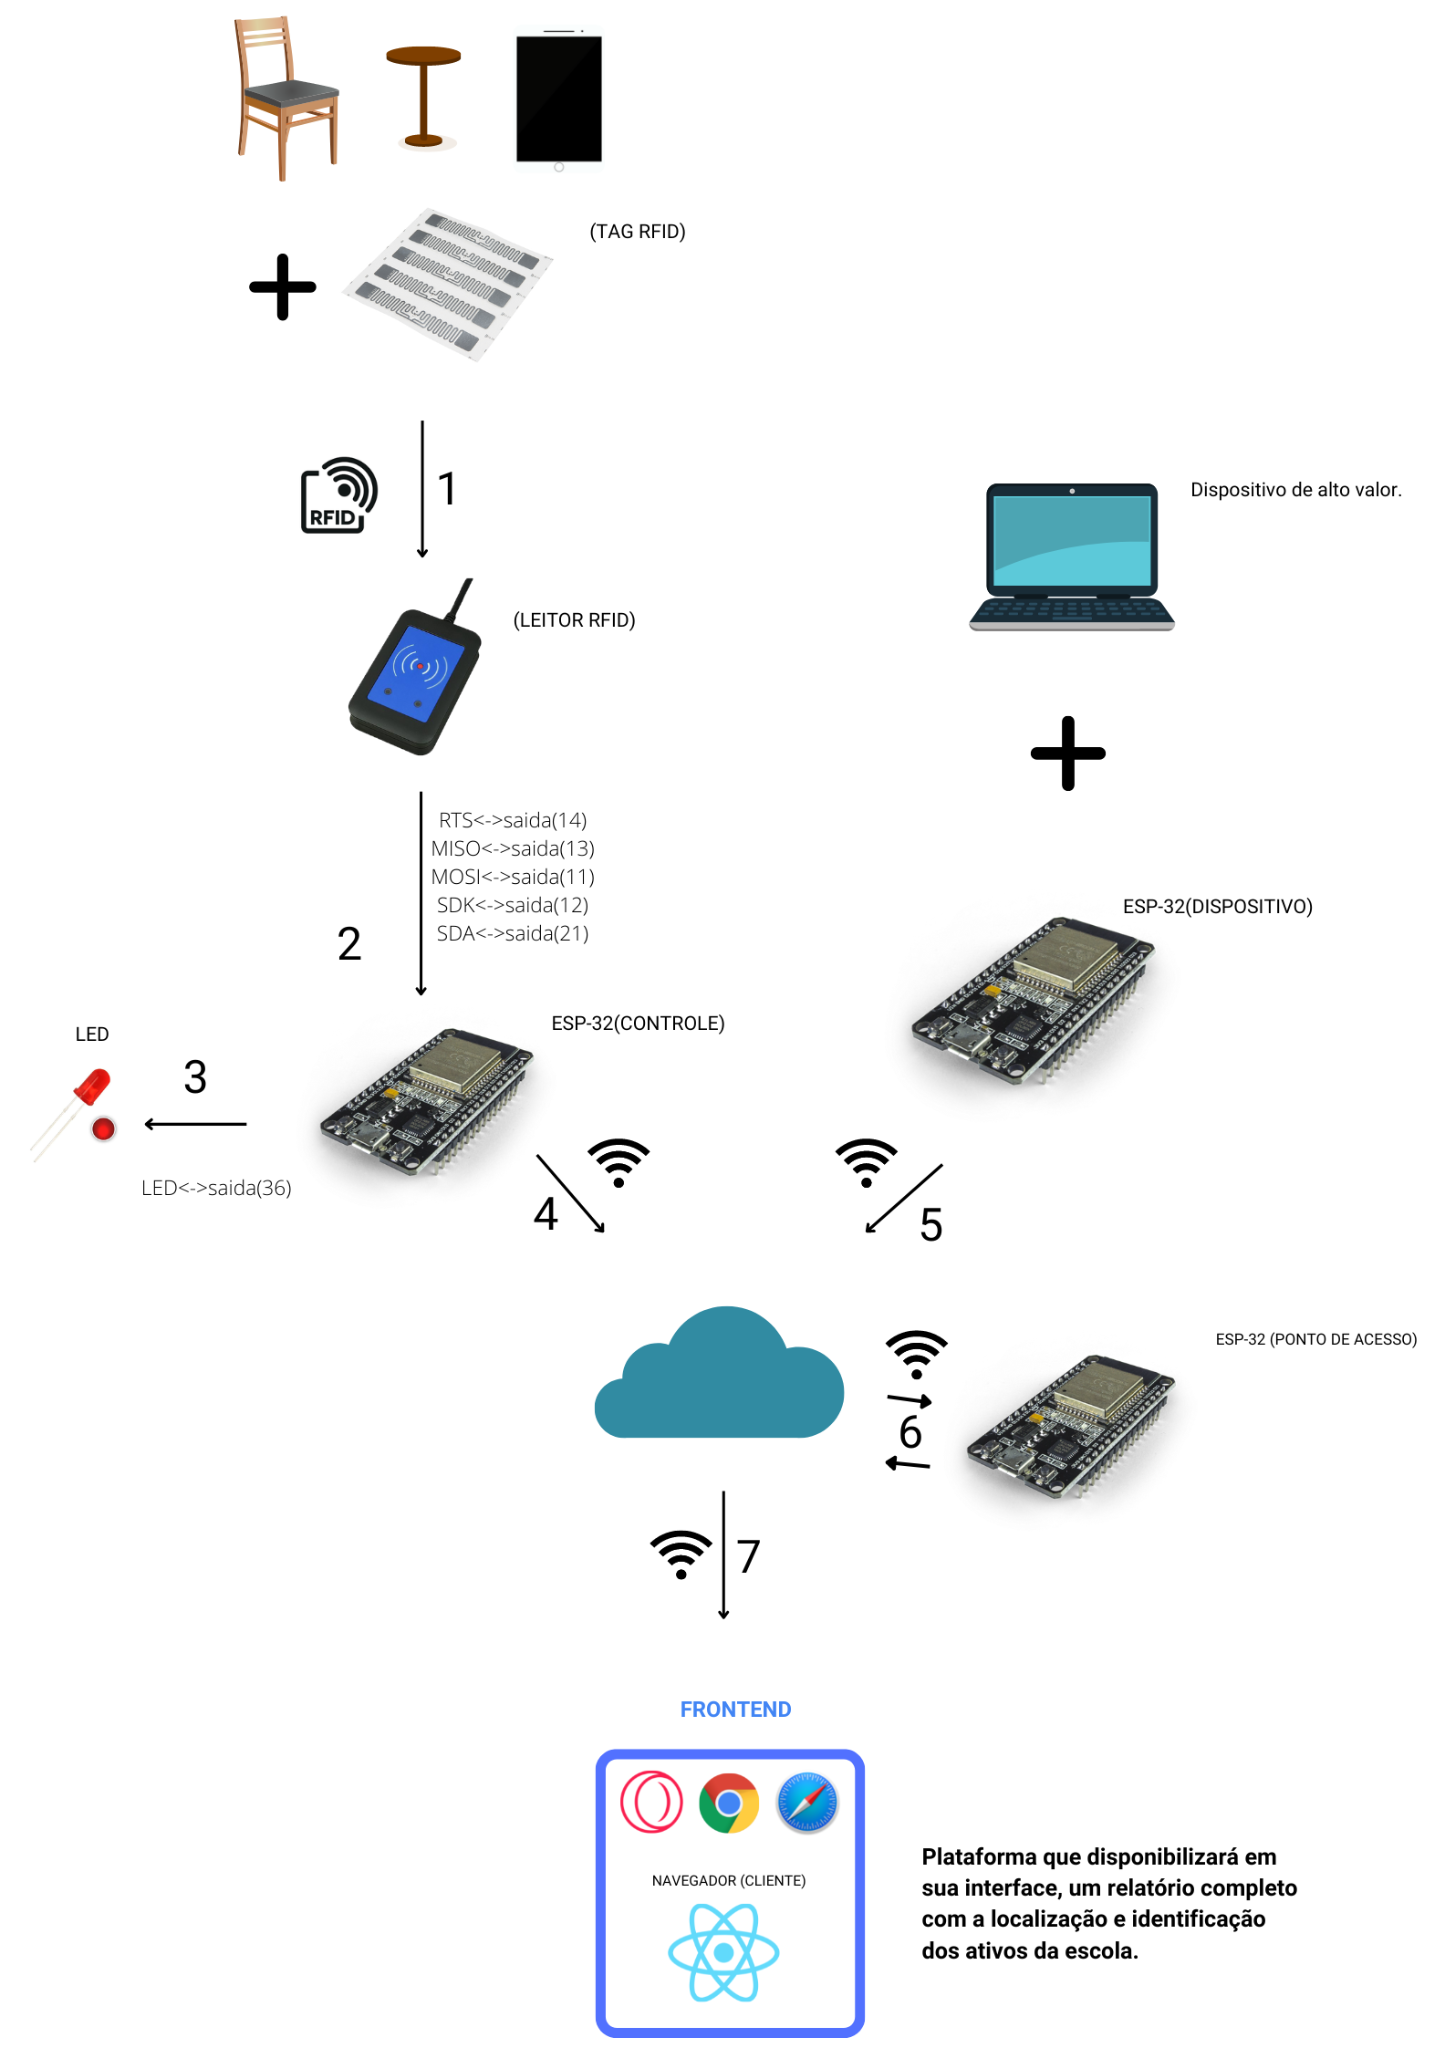 (TAG RFID)
1
RFID
Dispositivo de alto valor.
(LEITOR RFID)
RTS<->saida(14)
MISO<->saida(13)
MOSI<->saida(11)
SDK<->saida(12)
SDA<->saida(21)
2
ESP-32(DISPOSITIVO)
ESP-32(CONTROLE)
LED
3
LED<->saida(36)
4
5
ESP-32 (PONTO DE ACESSO)
6
7
FRONTEND
NAVEGADOR (CLIENTE)
Plataforma que disponibilizará em
sua interface, um relatório completo
com a localização e identificação
dos ativos da escola.